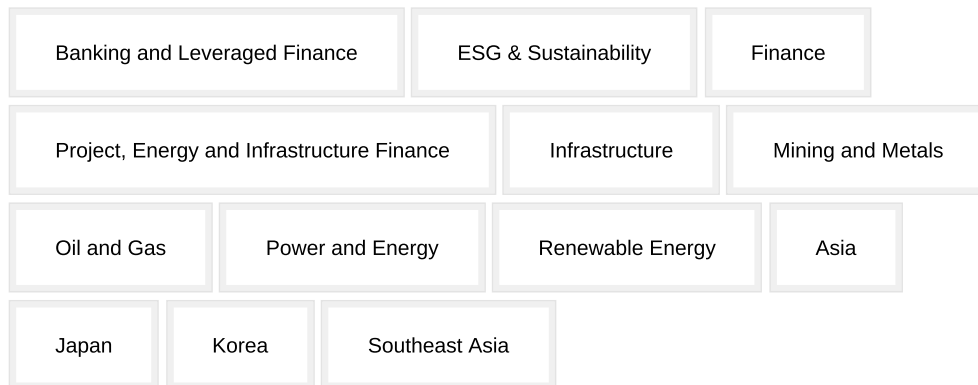 Banking and Leveraged Finance ESG & Sustainability Finance
Project, Energy and Infrastructure Finance Infrastructure Mining and Metals
Oil and Gas Power and Energy Renewable Energy Asia
Japan Korea Southeast Asia